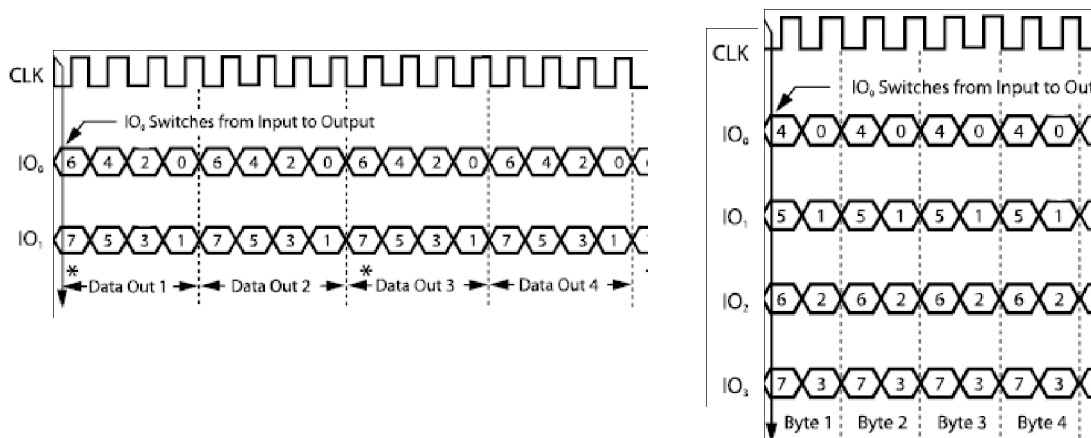 CLK
IO₀ Switches from Input to Output
IO₀ 6 4 2 0 6 4 2 0 6 4 2 0 6 4 2 0
IO₁ 7 5 3 1 7 5 3 1 7 5 3 1 7 5 3 1
* *
Data Out 1 Data Out 2 Data Out 3 Data Out 4
CLK
IO₀ Switches from Input to Out
IO₀ 4 0 4 0 4 0 4 0
IO₁ 5 1 5 1 5 1 5 1
IO₂ 6 2 6 2 6 2 6 2
IO₃ 7 3 7 3 7 3 7 3
Byte 1 Byte 2 Byte 3 Byte 4